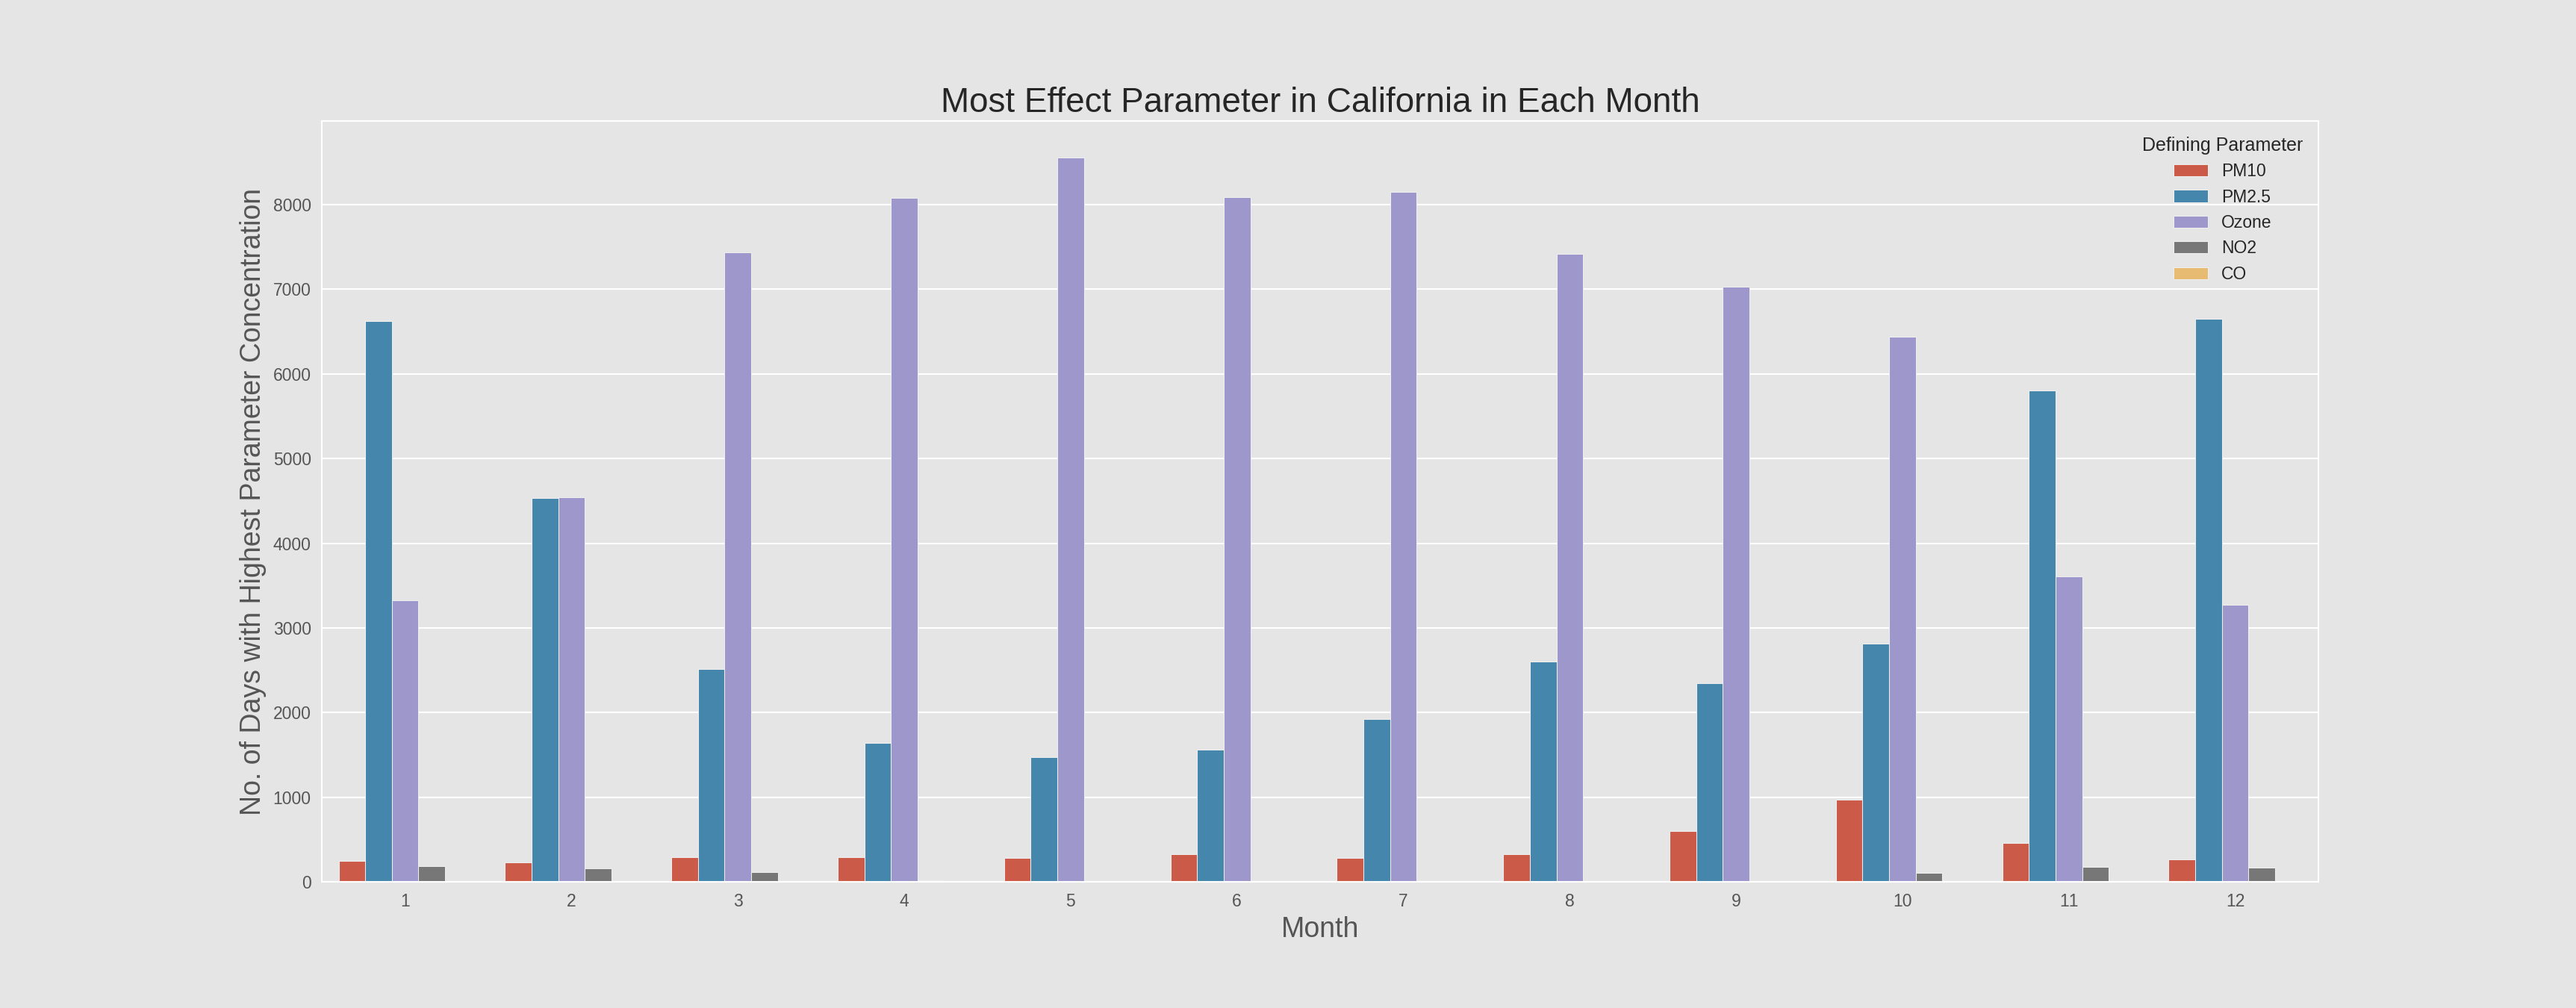 Most Effect Parameter in California in Each Month
Defining Parameter
PM10
PM2.5
Ozone
NO2
CO
No. of Days with Highest Parameter Concentration
8000
7000
6000
5000
4000
3000
2000
1000
0
1 2 3 4 5 6 7 8 9 10 11 12
Month